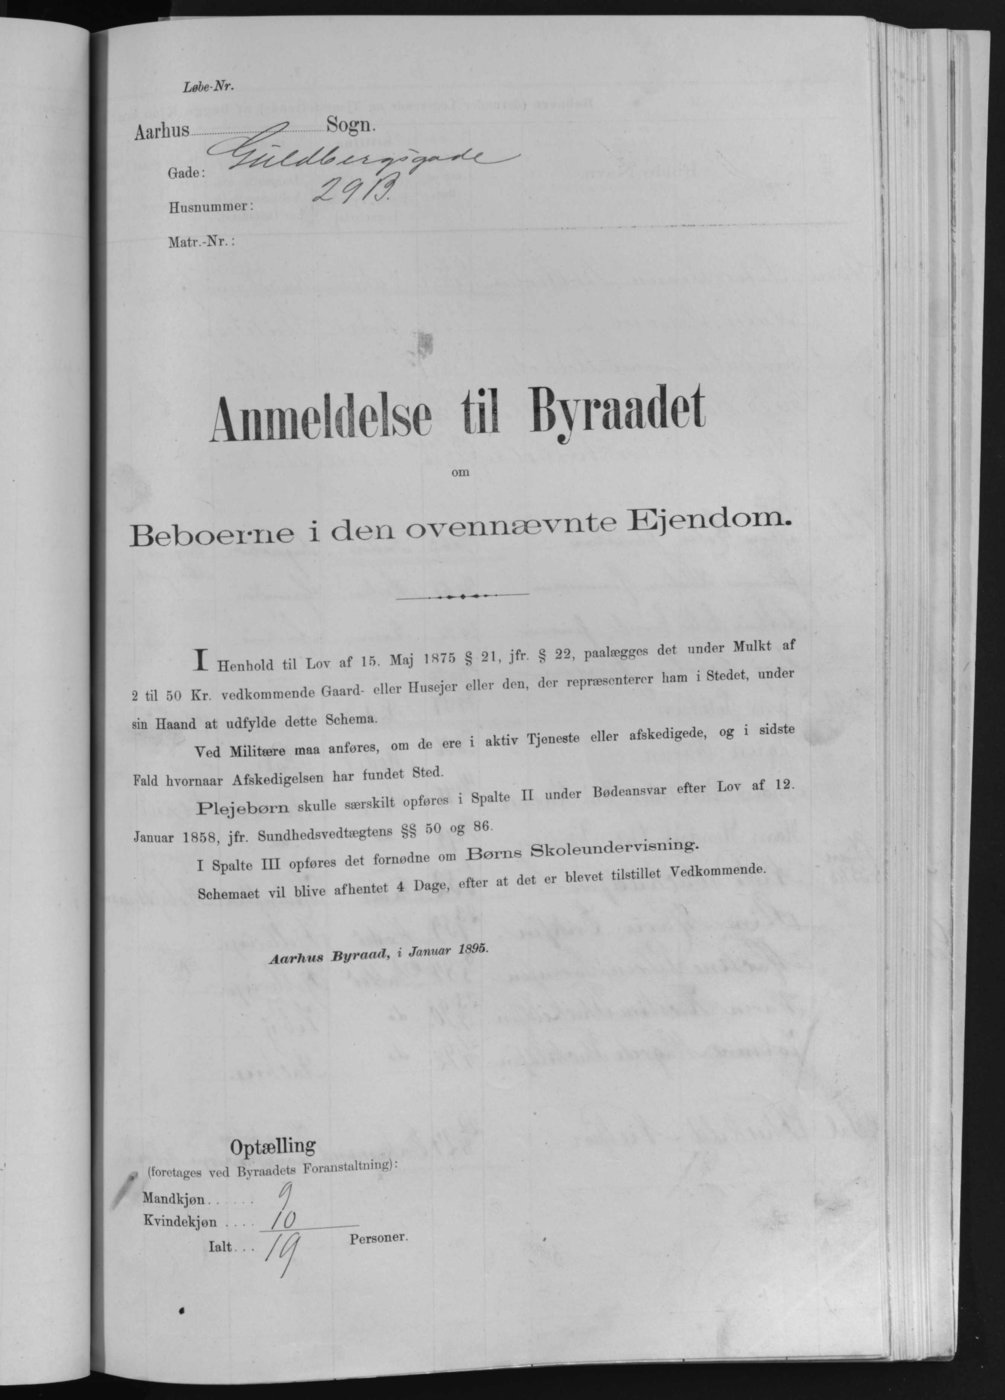 Løbe-Nr.
Aarhus Sogn.
Gade: Guldbergsgade
Husnummer: 29B.
Matr.-Nr.:
Anmeldelse til Byraadet
om
Beboerne i den ovennævnte Ejendom.
I Henhold til Lov af 15. Maj 1875 § 21, jfr. § 22, paalægges det under Mulkt af
2 til 50 Kr. vedkommende Gaard- eller Husejer eller den, der repræsenterer ham i Stedet, under
sin Haand at udfylde dette Schema.
Ved Militære maa anføres, om de ere i aktiv Tjeneste eller afskedigede, og i sidste
Fald hvornaar Afskedigelsen har fundet Sted.
Plejebørn skulle særskilt opføres i Spalte II under Bødeansvar efter Lov af 12.
Januar 1858, jfr. Sundhedsvedtægtens §§ 50 og 86.
I Spalte III opføres det fornødne om Børns Skoleundervisning.
Schemaet vil blive afhentet 4 Dage, efter at det er blevet tilstillet Vedkommende.
Aarhus Byraad, i Januar 1895.
Optælling
(foretages ved Byraadets Foranstaltning):
Mandkjøn...... 9
Kvindekjøn .... 10
Ialt... 19 Personer.